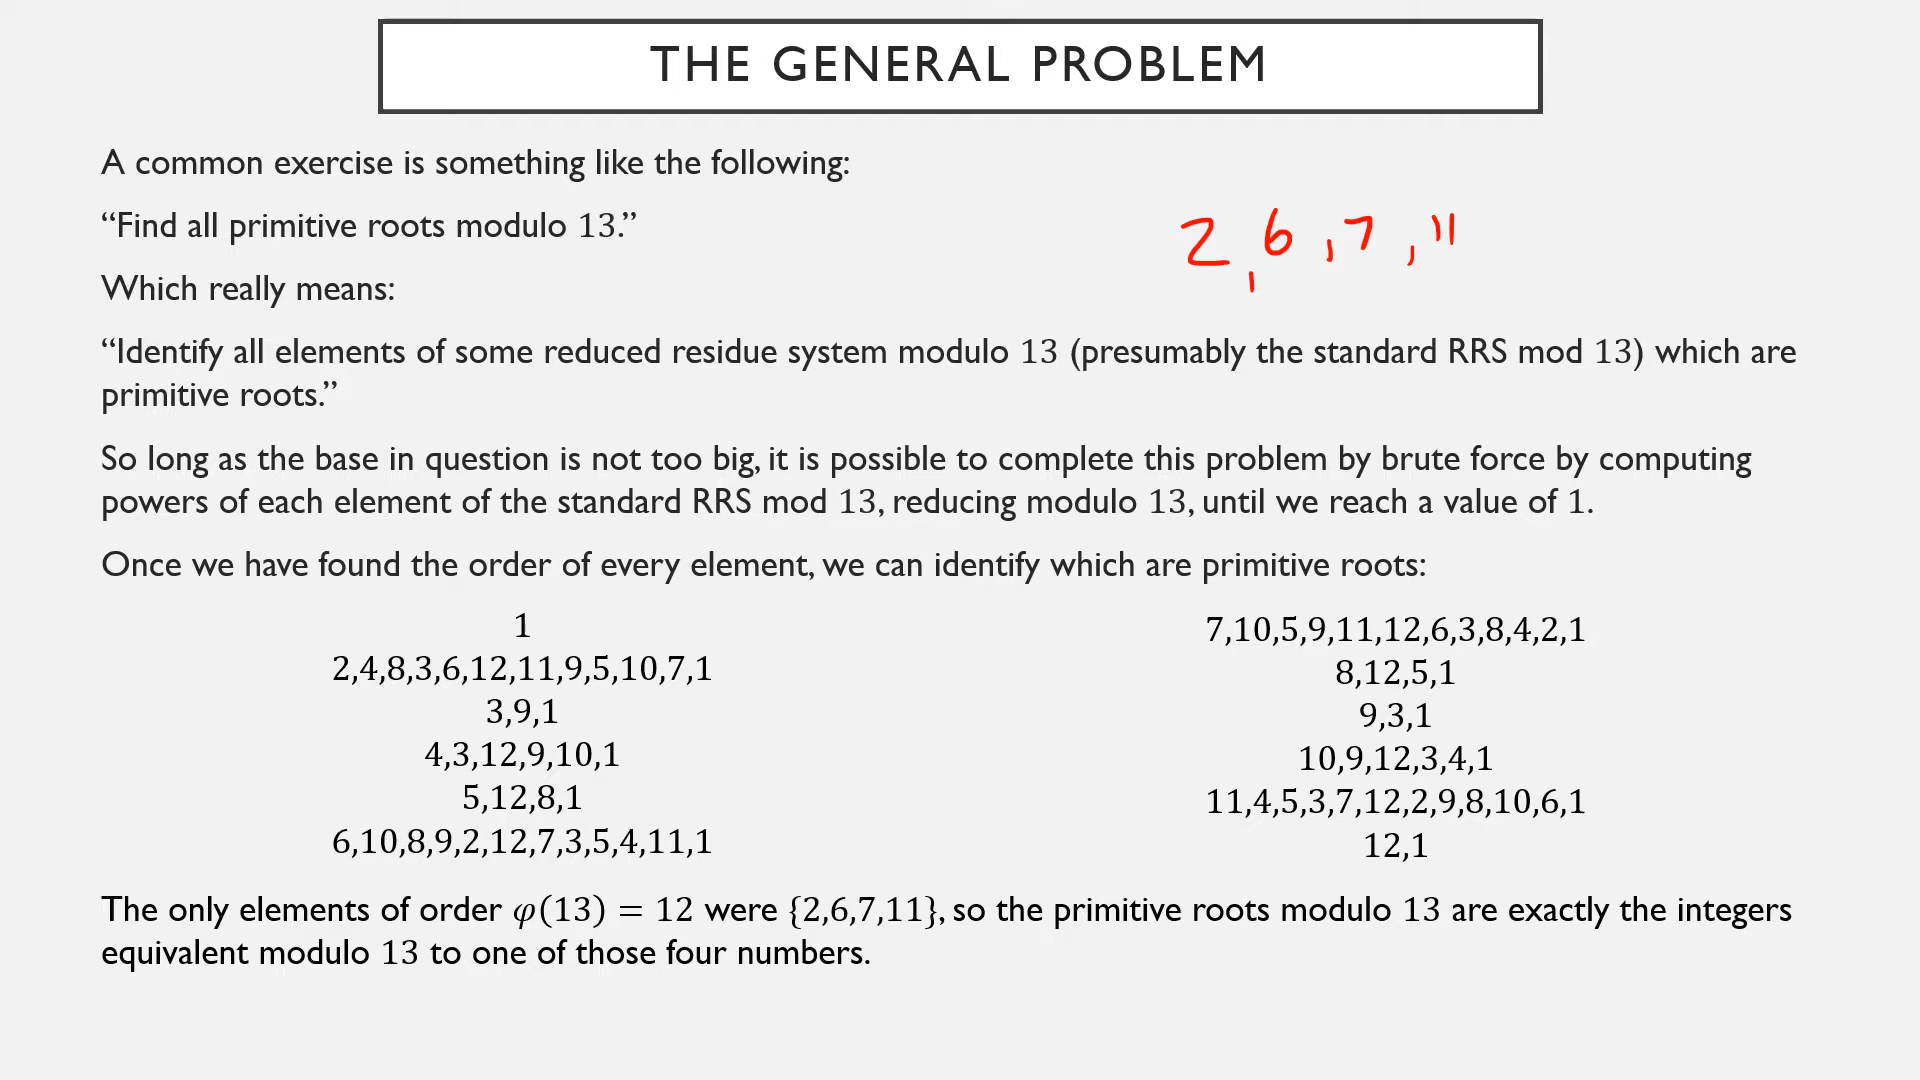 THE GENERAL PROBLEM
A common exercise is something like the following:
“Find all primitive roots modulo 13.”
2, 6, 7, 11
Which really means:
“Identify all elements of some reduced residue system modulo 13 (presumably the standard RRS mod 13) which are
primitive roots.”
So long as the base in question is not too big, it is possible to complete this problem by brute force by computing
powers of each element of the standard RRS mod 13, reducing modulo 13, until we reach a value of 1.
Once we have found the order of every element, we can identify which are primitive roots:
1
2,4,8,3,6,12,11,9,5,10,7,1
3,9,1
4,3,12,9,10,1
5,12,8,1
6,10,8,9,2,12,7,3,5,4,11,1
7,10,5,9,11,12,6,3,8,4,2,1
8,12,5,1
9,3,1
10,9,12,3,4,1
11,4,5,3,7,12,2,9,8,10,6,1
12,1
The only elements of order φ(13) = 12 were {2,6,7,11}, so the primitive roots modulo 13 are exactly the integers
equivalent modulo 13 to one of those four numbers.